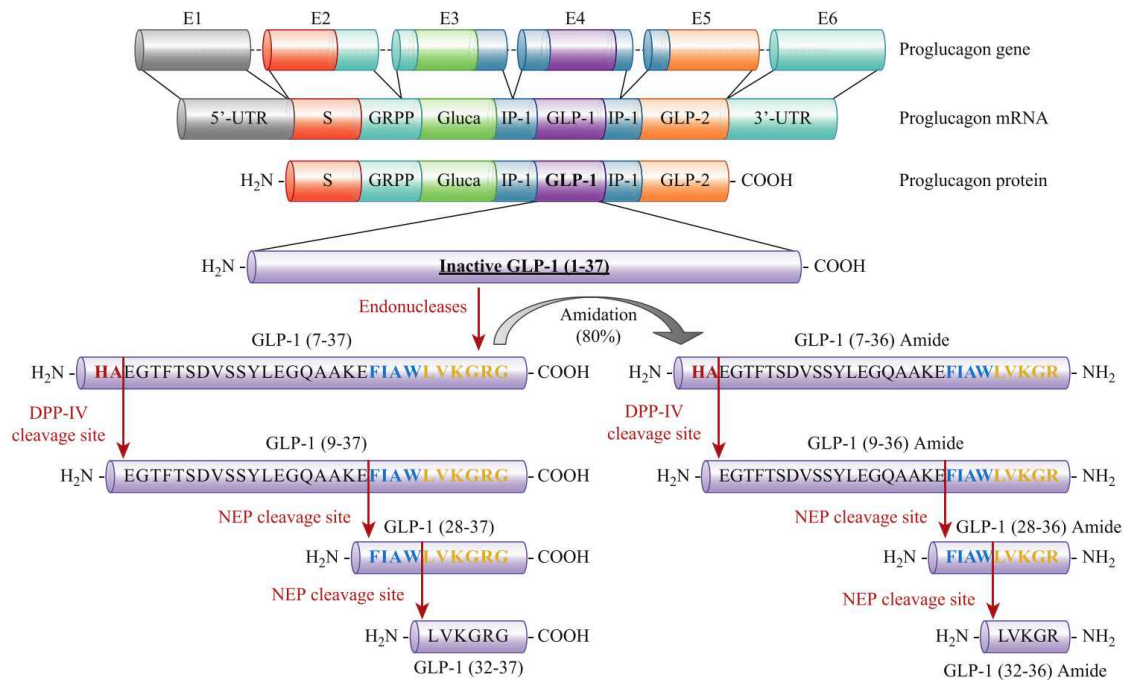 E1 E2 E3 E4 E5 E6
Proglucagon gene
5’-UTR S GRPP Gluca IP-1 GLP-1 IP-1 GLP-2 3’-UTR
Proglucagon mRNA
H2N - S GRPP Gluca IP-1 GLP-1 IP-1 GLP-2 - COOH
Proglucagon protein
H2N - Inactive GLP-1 (1-37) - COOH
Endonucleases
Amidation
(80%)
GLP-1 (7-37)
H2N - HAEGTFTSDVSSYLEGQAAKEFIAWLVKGRG - COOH
GLP-1 (7-36) Amide
H2N - HAEGTFTSDVSSYLEGQAAKEFIAWLVKGR - NH2
DPP-IV
cleavage site
DPP-IV
cleavage site
GLP-1 (9-37)
H2N - EGTFTSDVSSYLEGQAAKEFIAWLVKGRG - COOH
GLP-1 (9-36) Amide
H2N - EGTFTSDVSSYLEGQAAKEFIAWLVKGR - NH2
NEP cleavage site
GLP-1 (28-37)
H2N - FIAWLVKGRG - COOH
NEP cleavage site
GLP-1 (28-36) Amide
H2N - FIAWLVKGR - NH2
NEP cleavage site
H2N - LVKGRG - COOH
GLP-1 (32-37)
NEP cleavage site
H2N - LVKGR - NH2
GLP-1 (32-36) Amide